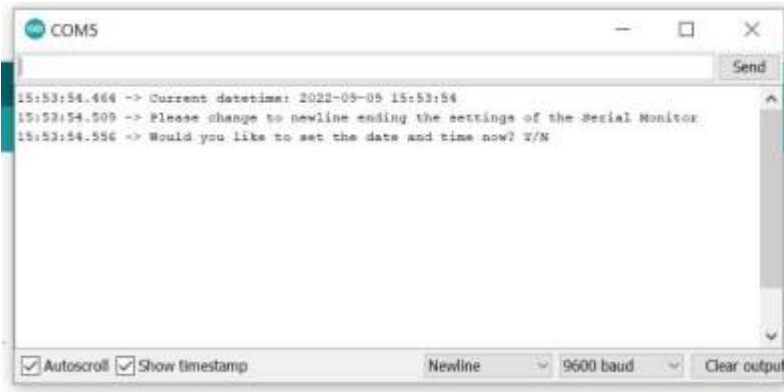 COM5
Send
15:53:54.464 -> Current datetime: 2022-09-09 15:53:54
15:53:54.509 -> Please change to newline ending the settings of the Serial Monitor
15:53:54.556 -> Would you like to set the date and time now? Y/N
Autoscroll Show timestamp Newline 9600 baud Clear output